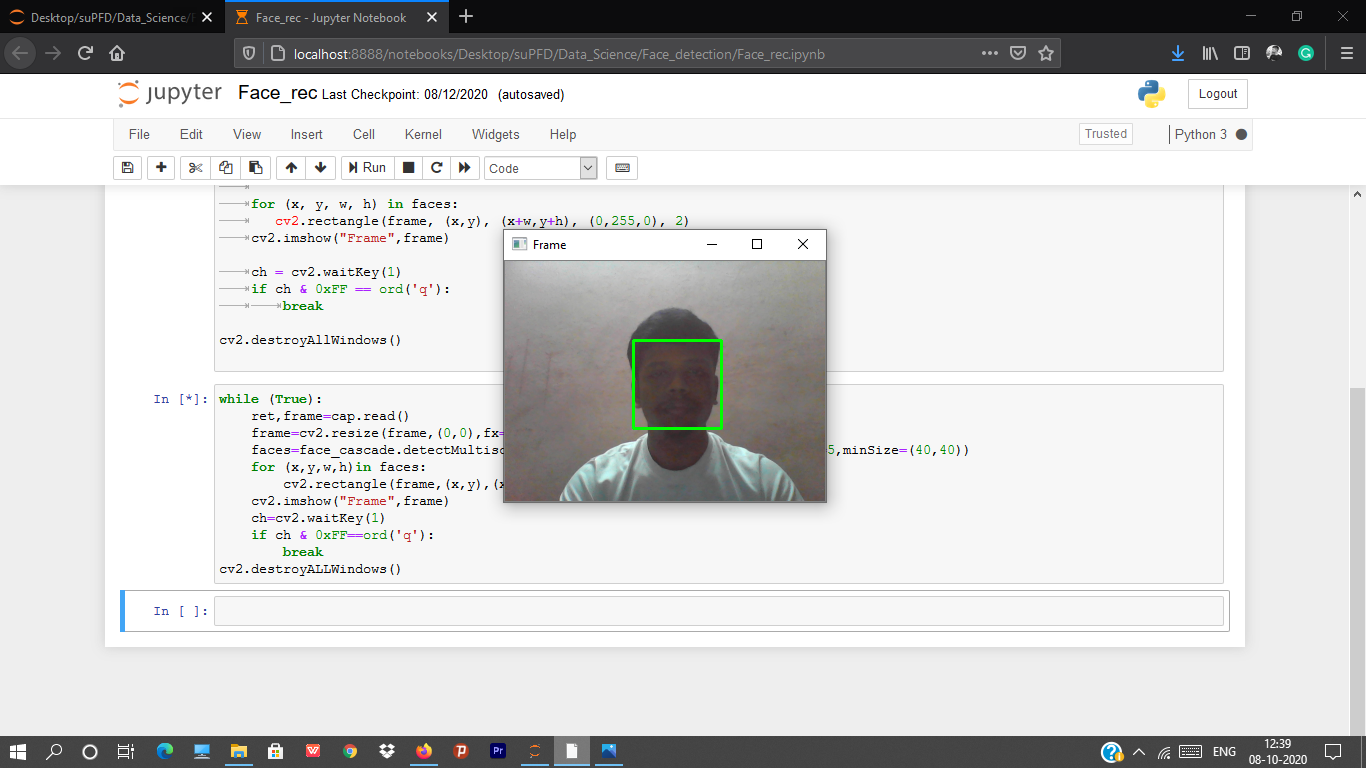 Desktop/suPFD/Data_Science/F
Face_rec - Jupyter Notebook
localhost:8888/notebooks/Desktop/suPFD/Data_Science/Face_detection/Face_rec.ipynb
jupyter Face_rec Last Checkpoint: 08/12/2020 (autosaved)
Logout
File Edit View Insert Cell Kernel Widgets Help
Trusted Python 3
Run Code
for (x, y, w, h) in faces:
cv2.rectangle(frame, (x,y), (x+w,y+h), (0,255,0), 2)
cv2.imshow("Frame",frame)
ch = cv2.waitKey(1)
if ch & 0xFF == ord('q'):
break
cv2.destroyAllWindows()
Frame
In [*]: while (True):
ret,frame=cap.read()
frame=cv2.resize(frame,(0,0),fx=
faces=face_cascade.detectMultisc 5,minSize=(40,40))
for (x,y,w,h)in faces:
cv2.rectangle(frame,(x,y),(x
cv2.imshow("Frame",frame)
ch=cv2.waitKey(1)
if ch & 0xFF==ord('q'):
break
cv2.destroyALLWindows()
In [ ]:
ENG
12:39
08-10-2020